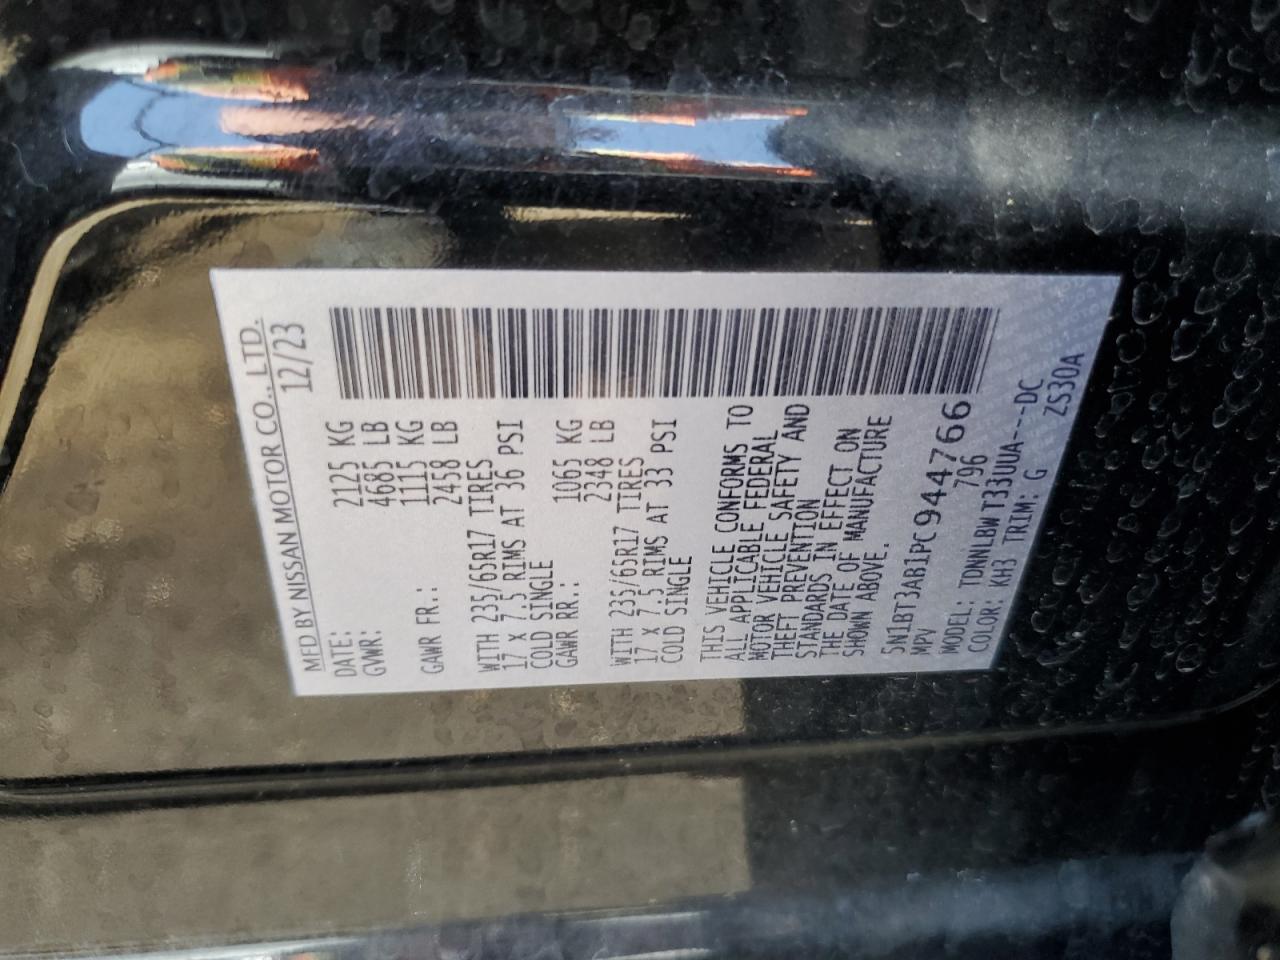 MFD BY NISSAN MOTOR CO., LTD.
DATE: 12/23
GVWR: 2125 KG
4685 LB
GAWR FR.: 1115 KG
2458 LB
WITH 235/65R17 TIRES
17 X 7.5 RIMS AT 36 PSI
COLD SINGLE
GAWR RR.: 1065 KG
2348 LB
WITH 235/65R17 TIRES
17 X 7.5 RIMS AT 33 PSI
COLD SINGLE
THIS VEHICLE CONFORMS TO
ALL APPLICABLE FEDERAL
MOTOR VEHICLE SAFETY AND
THEFT PREVENTION
STANDARDS IN EFFECT ON
THE DATE OF MANUFACTURE
SHOWN ABOVE.
5N1BT3AB1PC944766
MPV 796
MODEL: TDNNLBW T33UUA---DC
COLOR: KH3 TRIM: G ZS30A